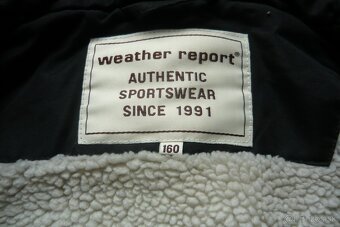 weather report®
AUTHENTIC
SPORTSWEAR
SINCE 1991
160